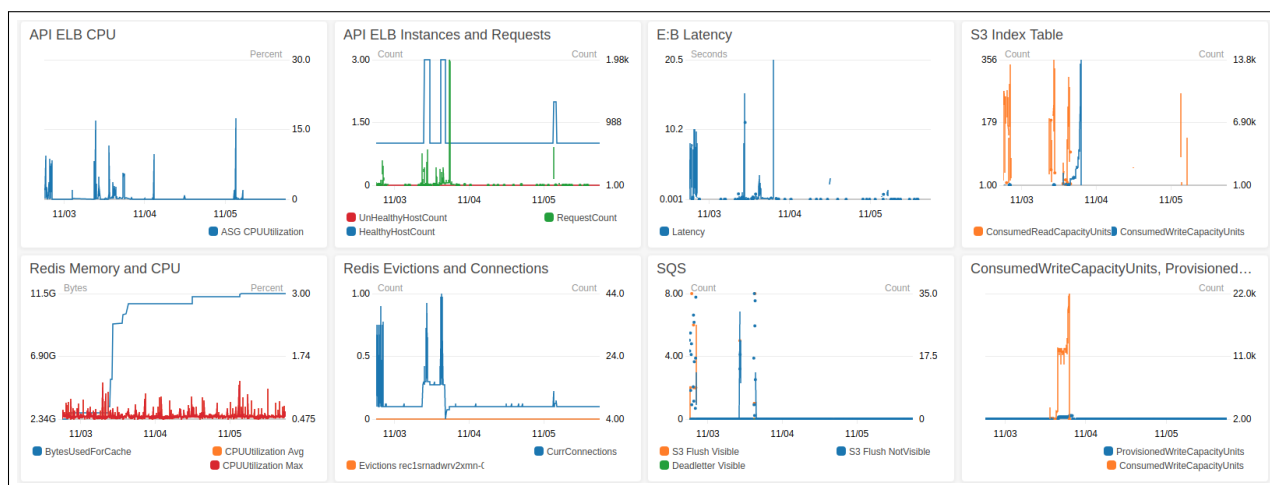 API ELB CPU
Percent
30.0
15.0
0
11/03 11/04 11/05
ASG CPUUtilization
API ELB Instances and Requests
Count Count
3.00 1.98k
1.50 988
0 1.00
11/03 11/04 11/05
UnHealthyHostCount RequestCount
HealthyHostCount
E:B Latency
Seconds
20.5
10.2
0.001
11/03 11/04 11/05
Latency
S3 Index Table
Count Count
356 13.8k
179 6.90k
1.00 1.00
11/03 11/04 11/05
ConsumedReadCapacityUnits ConsumedWriteCapacityUnits
Redis Memory and CPU
Bytes Percent
11.5G 3.00
6.90G 1.74
2.34G 0.475
11/03 11/04 11/05
BytesUsedForCache CPUUtilization Avg
CPUUtilization Max
Redis Evictions and Connections
Count Count
1.00 44.0
0.5 24.0
0 4.00
11/03 11/04 11/05
CurrConnections
Evictions rec1srnadwrv2xmn-0
SQS
Count Count
8.00 35.0
4.00 17.5
0 0
11/03 11/04 11/05
S3 Flush Visible S3 Flush NotVisible
Deadletter Visible
ConsumedWriteCapacityUnits, Provisioned…
Count
22.0k
11.0k
2.00
11/03 11/04 11/05
ProvisionedWriteCapacityUnits
ConsumedWriteCapacityUnits